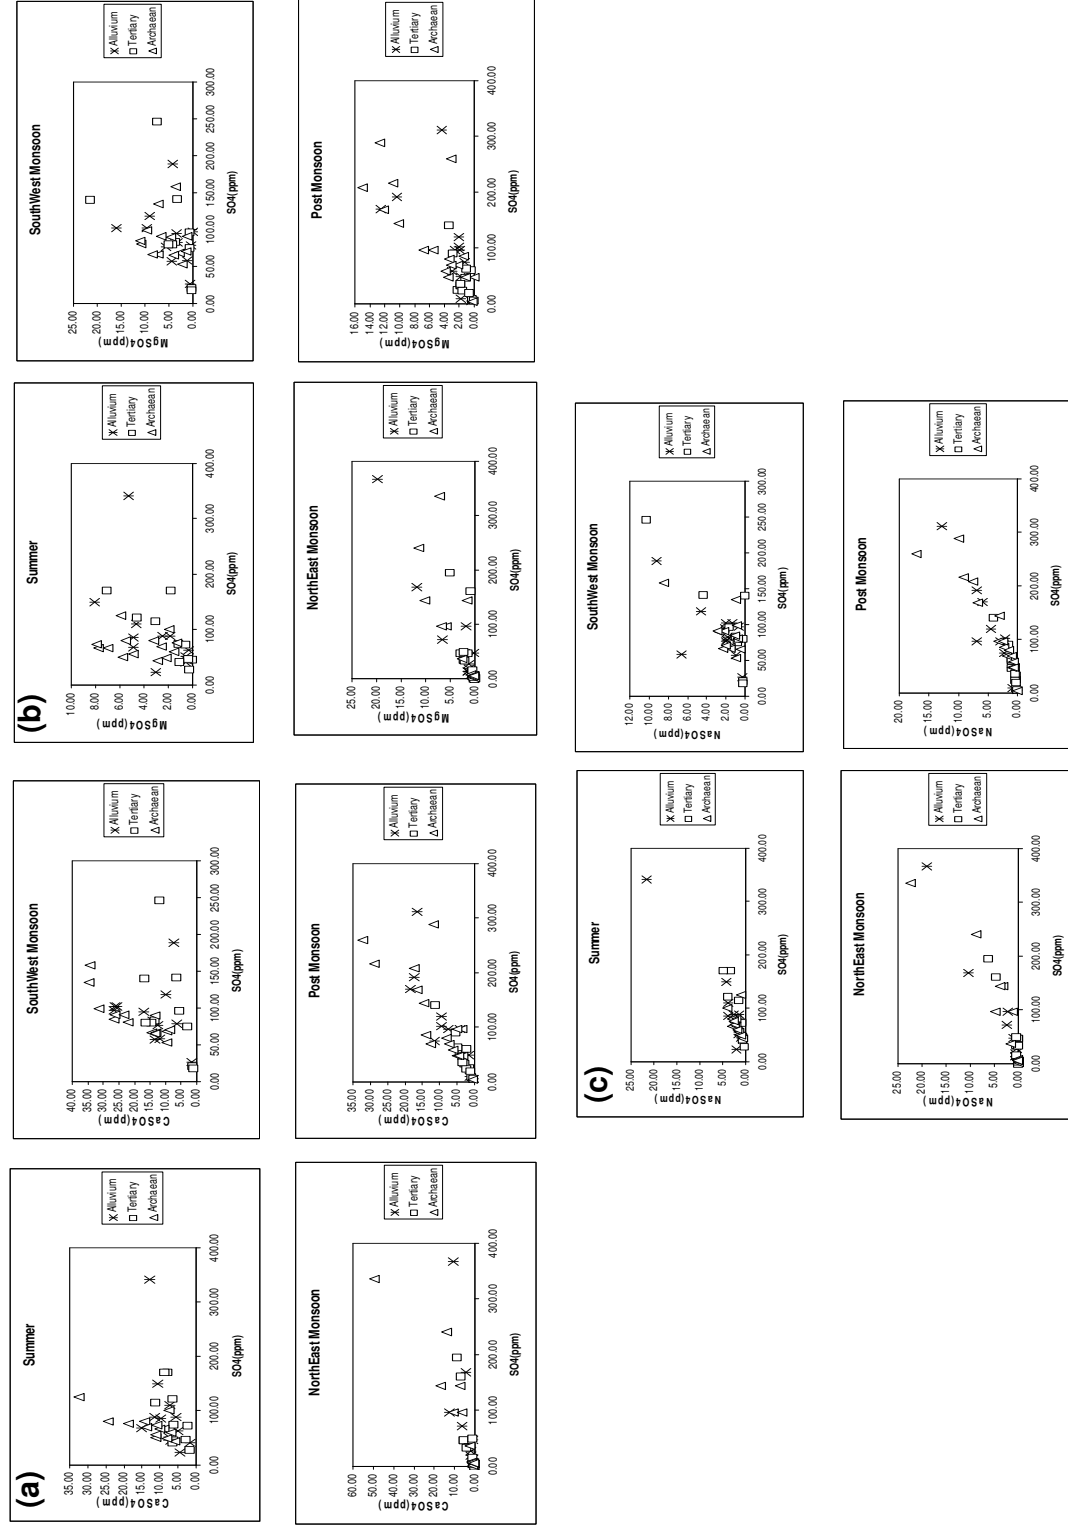 (a)
Summer
CaSO4(ppm)
35.00
30.00
25.00
20.00
15.00
10.00
5.00
0.00
0.00 100.00 200.00 300.00 400.00
SO4(ppm)
Alluvium
Tertiary
Archaean
SouthWest Monsoon
CaSO4(ppm)
40.00
35.00
30.00
25.00
20.00
15.00
10.00
5.00
0.00
0.00 50.00 100.00 150.00 200.00 250.00 300.00
SO4(ppm)
Alluvium
Tertiary
Archaean
NorthEast Monsoon
CaSO4(ppm)
60.00
50.00
40.00
30.00
20.00
10.00
0.00
0.00 100.00 200.00 300.00 400.00
SO4(ppm)
Alluvium
Tertiary
Archaean
Post Monsoon
CaSO4(ppm)
35.00
30.00
25.00
20.00
15.00
10.00
5.00
0.00
0.00 100.00 200.00 300.00 400.00
SO4(ppm)
Alluvium
Tertiary
Archaean
(b)
Summer
MgSO4(ppm)
10.00
8.00
6.00
4.00
2.00
0.00
0.00 100.00 200.00 300.00 400.00
SO4(ppm)
Alluvium
Tertiary
Archaean
SouthWest Monsoon
MgSO4(ppm)
25.00
20.00
15.00
10.00
5.00
0.00
0.00 50.00 100.00 150.00 200.00 250.00 300.00
SO4(ppm)
Alluvium
Tertiary
Archaean
NorthEast Monsoon
MgSO4(ppm)
25.00
20.00
15.00
10.00
5.00
0.00
0.00 100.00 200.00 300.00 400.00
SO4(ppm)
Alluvium
Tertiary
Archaean
Post Monsoon
MgSO4(ppm)
16.00
14.00
12.00
10.00
8.00
6.00
4.00
2.00
0.00
0.00 100.00 200.00 300.00 400.00
SO4(ppm)
Alluvium
Tertiary
Archaean
(c)
Summer
NaSO4(ppm)
25.00
20.00
15.00
10.00
5.00
0.00
0.00 100.00 200.00 300.00 400.00
SO4(ppm)
Alluvium
Tertiary
Archaean
SouthWest Monsoon
NaSO4(ppm)
12.00
10.00
8.00
6.00
4.00
2.00
0.00
0.00 50.00 100.00 150.00 200.00 250.00 300.00
SO4(ppm)
Alluvium
Tertiary
Archaean
NorthEast Monsoon
NaSO4(ppm)
25.00
20.00
15.00
10.00
5.00
0.00
0.00 100.00 200.00 300.00 400.00
SO4(ppm)
Alluvium
Tertiary
Archaean
Post Monsoon
NaSO4(ppm)
20.00
15.00
10.00
5.00
0.00
0.00 100.00 200.00 300.00 400.00
SO4(ppm)
Alluvium
Tertiary
Archaean